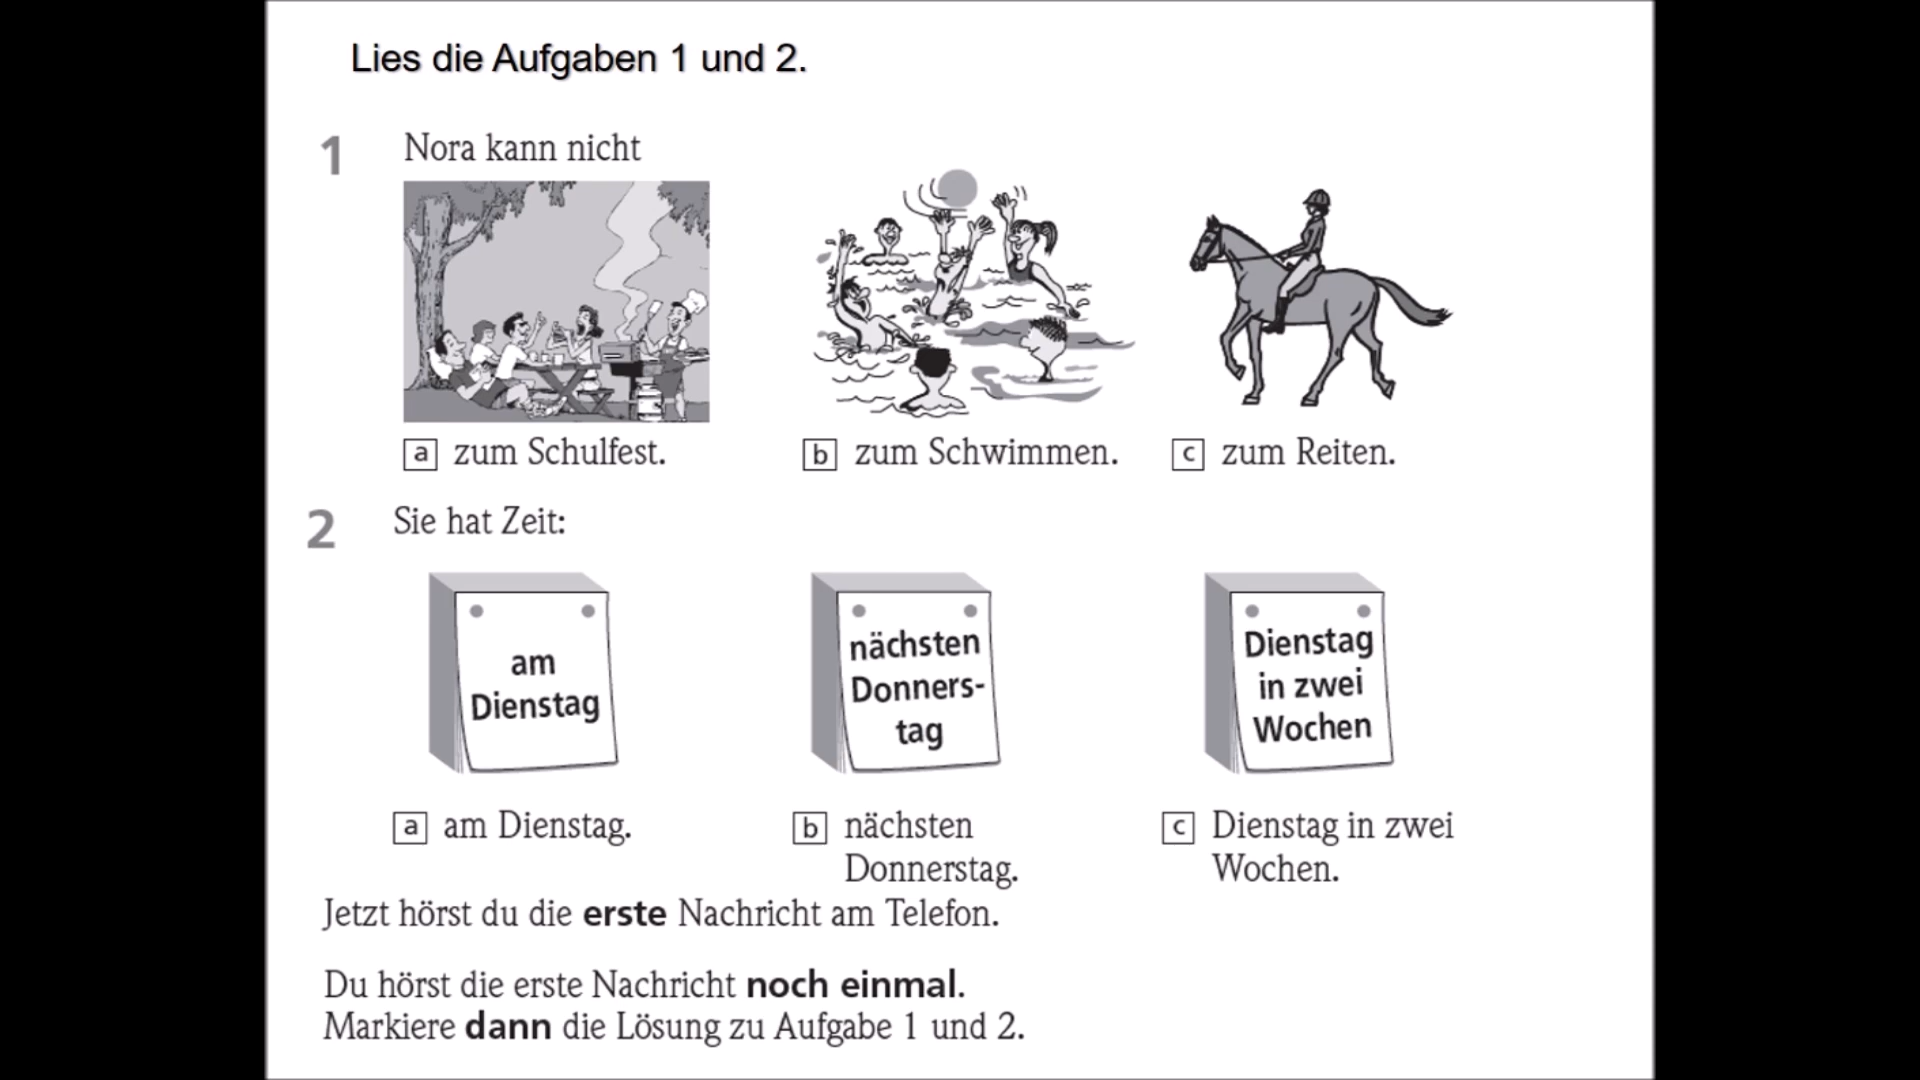 Lies die Aufgaben 1 und 2.
1 Nora kann nicht
a zum Schulfest.
b zum Schwimmen.
c zum Reiten.
2 Sie hat Zeit:
am
Dienstag
nächsten
Donners-
tag
Dienstag
in zwei
Wochen
a am Dienstag.
b nächsten
Donnerstag.
c Dienstag in zwei
Wochen.
Jetzt hörst du die erste Nachricht am Telefon.
Du hörst die erste Nachricht noch einmal.
Markiere dann die Lösung zu Aufgabe 1 und 2.